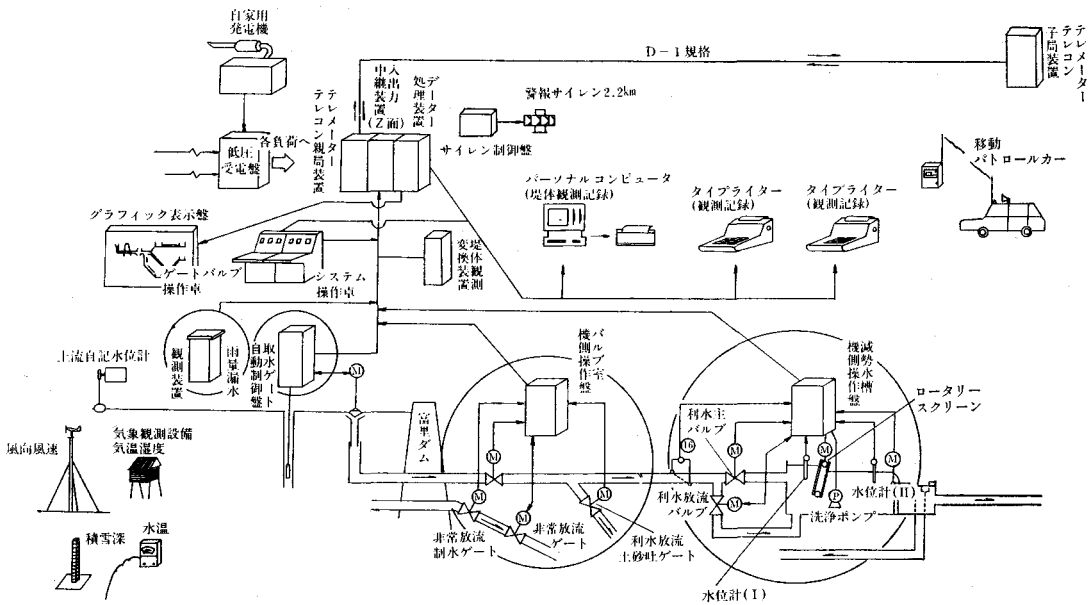 自家用
発電機
低圧
受電盤
各負荷へ
テレメーター
テレコン親局装置
入出力
中継装置
(Z面)
データー
処理装置
D−1規格
テレメーター
テレコン
子局装置
警報サイレン2.2km
サイレン制御盤
移動
パトロールカー
パーソナルコンピュータ
(堤体観測記録)
タイプライター
(観測記録)
タイプライター
(観測記録)
グラフィック表示盤
ゲートバルブ
操作卓
システム
操作卓
堤体観測
変換装置
雨量漏水
観測装置
取水ゲート
自動制御盤
上流自記水位計
M
富里ダム
バルブ室
機側操作盤
減勢水槽
機側操作盤
ロータリー
スクリーン
利水主
バルブ
16
M
M
M
M
M
M
M
M
P
風向風速
気象観測設備
気温湿度
積雪深
水温
非常放流
制水ゲート
非常放流
ゲート
利水放流
土砂吐ゲート
利水放流
バルブ
水位計(II)
洗浄ポンプ
水位計(I)